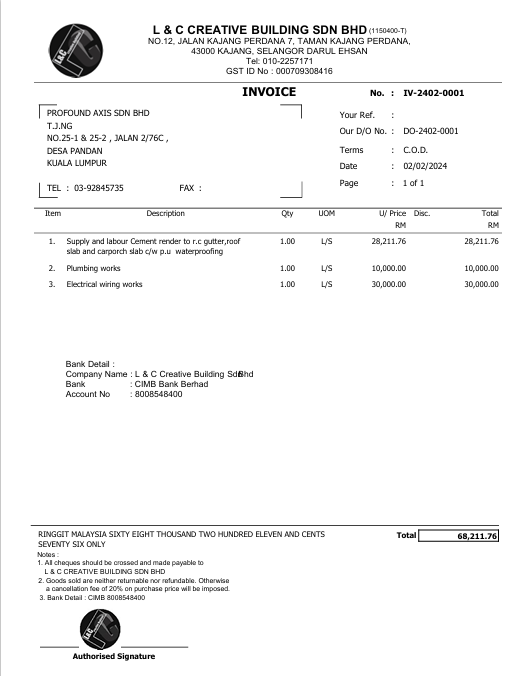 L & C CREATIVE BUILDING SDN BHD (1150400-T)
NO.12, JALAN KAJANG PERDANA 7, TAMAN KAJANG PERDANA,
43000 KAJANG, SELANGOR DARUL EHSAN
Tel: 010-2257171
GST ID No : 000709308416
L&C
INVOICE
No. : IV-2402-0001
PROFOUND AXIS SDN BHD
T.J.NG
NO.25-1 & 25-2 , JALAN 2/76C ,
DESA PANDAN
KUALA LUMPUR
TEL : 03-92845735 FAX :
Your Ref. :
Our D/O No. : DO-2402-0001
Terms : C.O.D.
Date : 02/02/2024
Page : 1 of 1
Item Description Qty UOM U/ Price Disc. Total
RM RM
1. Supply and labour Cement render to r.c gutter,roof 1.00 L/S 28,211.76 28,211.76
slab and carporch slab c/w p.u waterproofing
2. Plumbing works 1.00 L/S 10,000.00 10,000.00
3. Electrical wiring works 1.00 L/S 30,000.00 30,000.00
Bank Detail :
Company Name : L & C Creative Building Sdn Bhd
Bank : CIMB Bank Berhad
Account No : 8008548400
RINGGIT MALAYSIA SIXTY EIGHT THOUSAND TWO HUNDRED ELEVEN AND CENTS
SEVENTY SIX ONLY
Total 68,211.76
Notes :
1. All cheques should be crossed and made payable to
L & C CREATIVE BUILDING SDN BHD
2. Goods sold are neither returnable nor refundable. Otherwise
a cancellation fee of 20% on purchase price will be imposed.
3. Bank Detail : CIMB 8008548400
L&C
Authorised Signature